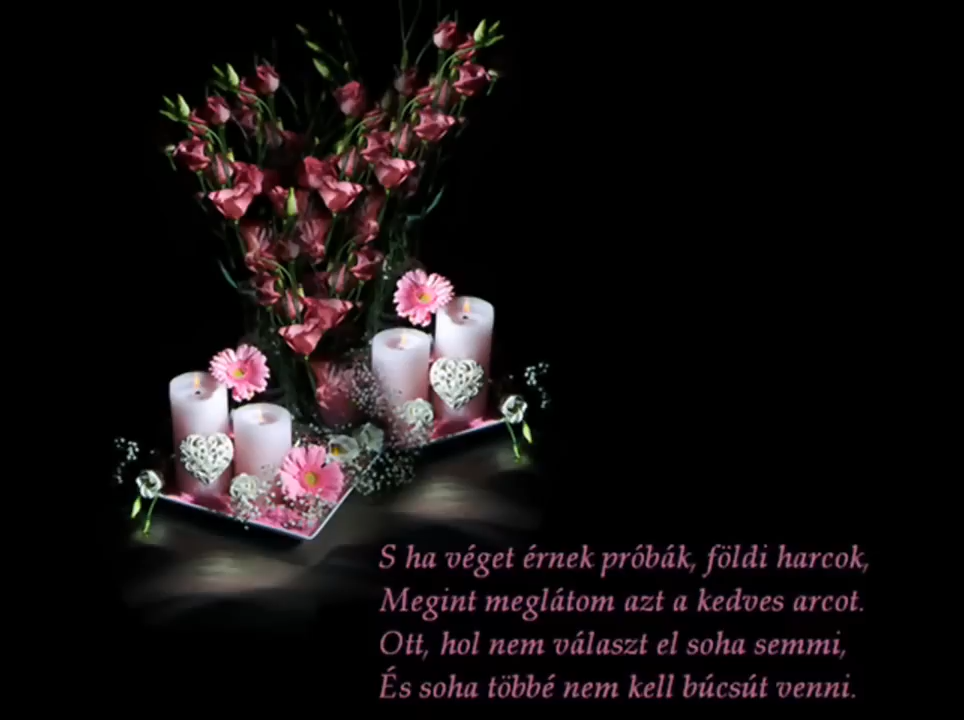 S ha véget érnek próbák, földi harcok,
Megint meglátom azt a kedves arcot.
Ott, hol nem választ el soha semmi,
És soha többé nem kell búcsút venni.